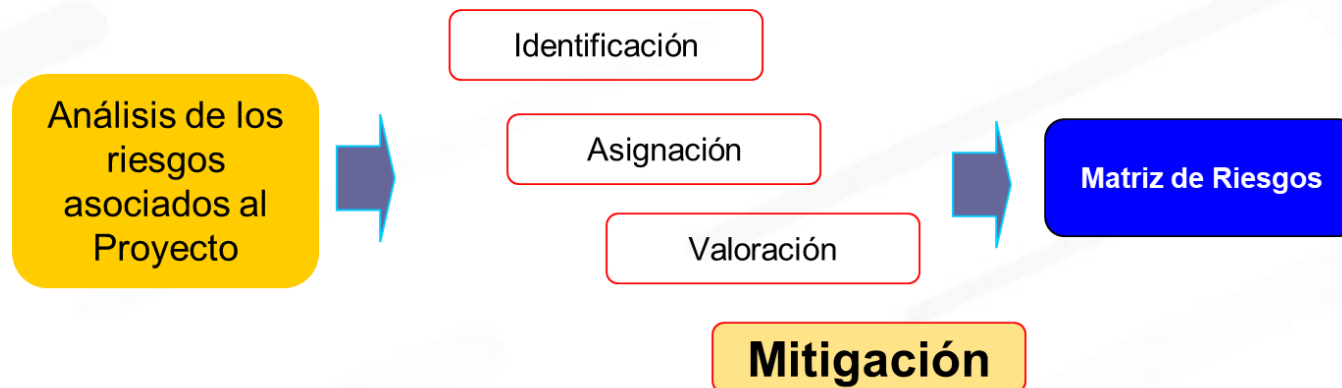 Análisis de los
riesgos
asociados al
Proyecto
Identificación
Asignación
Valoración
Mitigación
Matriz de Riesgos